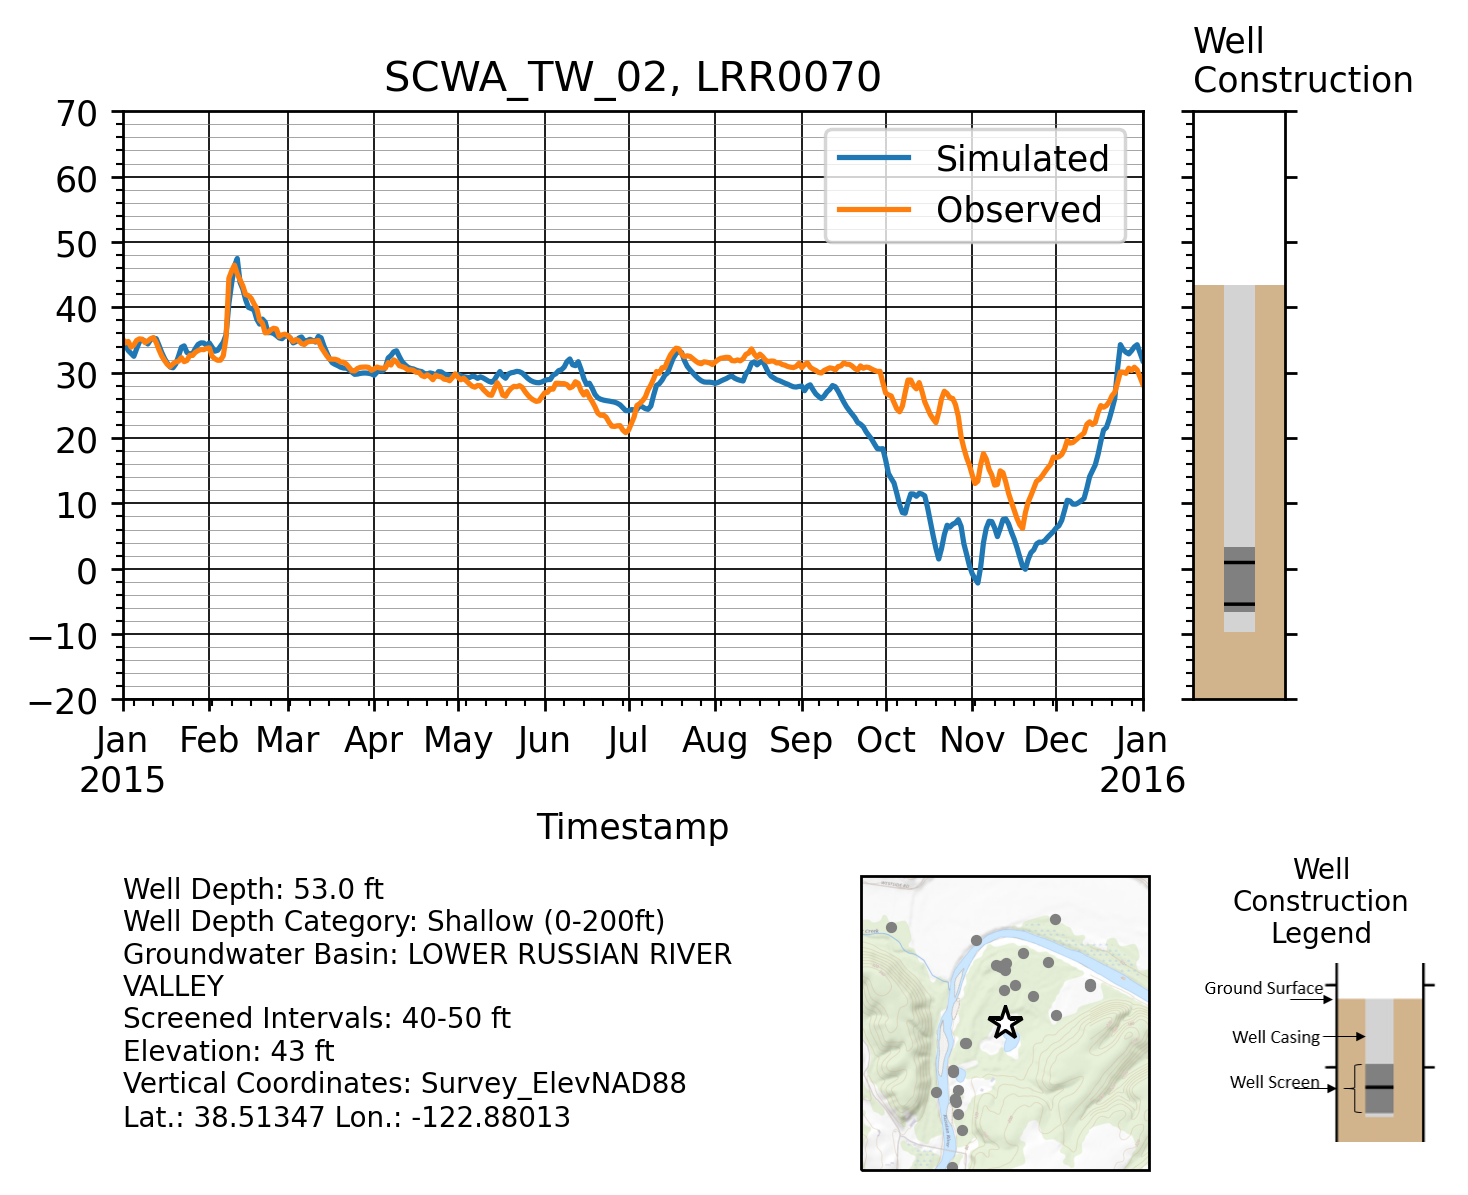 Well
Construction
SCWA_TW_02, LRR0070
70
60
50
40
30
20
10
0
−10
−20
Simulated
Observed
Jan Feb Mar Apr May Jun Jul Aug Sep Oct Nov Dec Jan
2015 2016
Timestamp
Well Depth: 53.0 ft
Well Depth Category: Shallow (0-200ft)
Groundwater Basin: LOWER RUSSIAN RIVER
VALLEY
Screened Intervals: 40-50 ft
Elevation: 43 ft
Vertical Coordinates: Survey_ElevNAD88
Lat.: 38.51347 Lon.: -122.88013
Well
Construction
Legend
Ground Surface
Well Casing
Well Screen